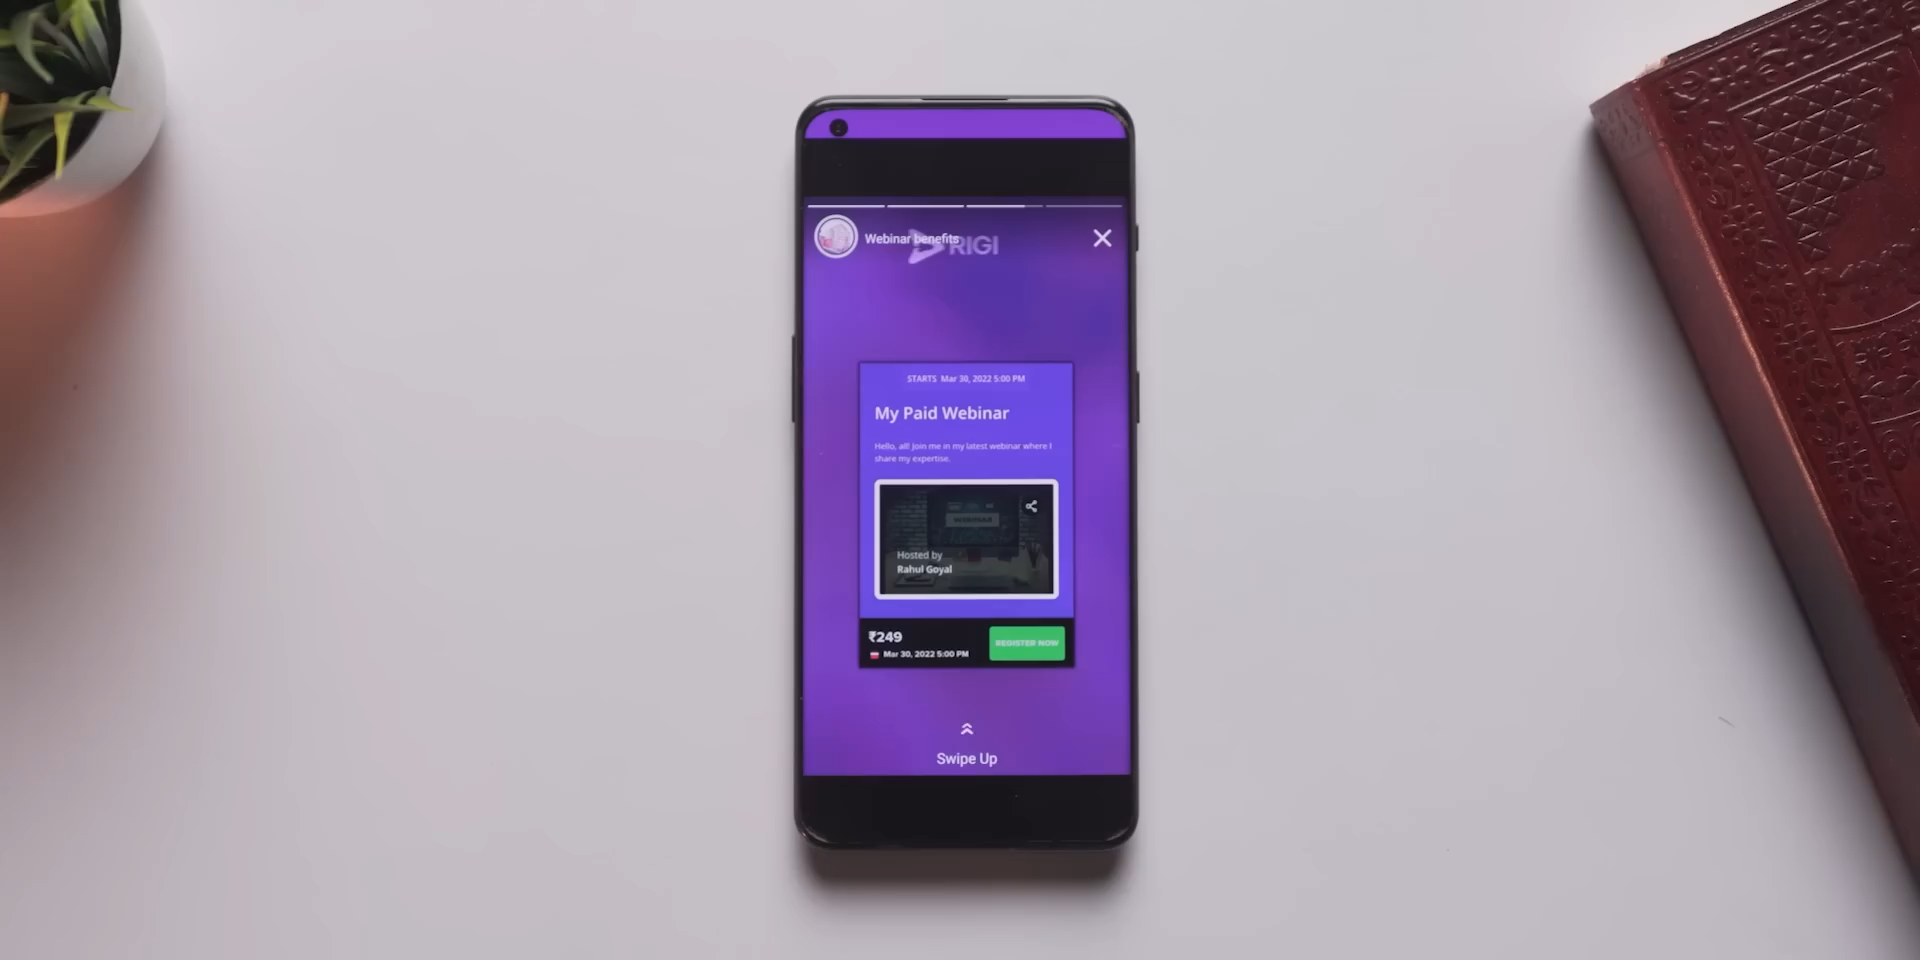 Webinar benefits
RIGI
STARTS Mar 30, 2022 5:00 PM
My Paid Webinar
Hello, all! Join me in my latest webinar where I
share my expertise.
WEBINAR
Hosted by
Rahul Goyal
₹249
Mar 30, 2022 5:00 PM
REGISTER NOW
Swipe Up